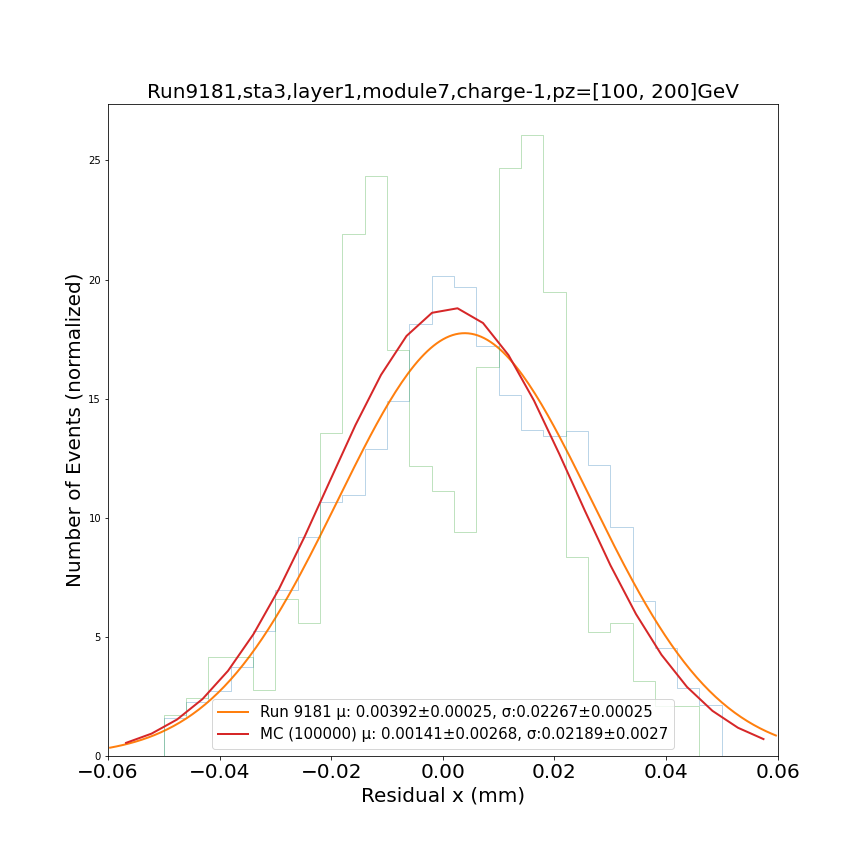 Run9181,sta3,layer1,module7,charge-1,pz=[100, 200]GeV
Number of Events (normalized)
25
20
15
10
5
0
Run 9181 μ: 0.00392±0.00025, σ:0.02267±0.00025
MC (100000) μ: 0.00141±0.00268, σ:0.02189±0.0027
−0.06 −0.04 −0.02 0.00 0.02 0.04 0.06
Residual x (mm)